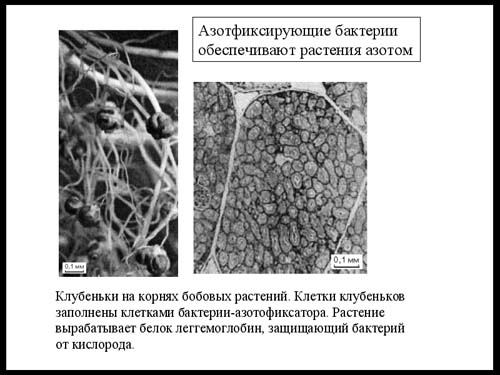 Азотфиксирующие бактерии
обеспечивают растения азотом
0,1 мм
0,1 мм
Клубеньки на корнях бобовых растений. Клетки клубеньков
заполнены клетками бактерии-азотофиксатора. Растение
вырабатывает белок леггемоглобин, защищающий бактерий
от кислорода.